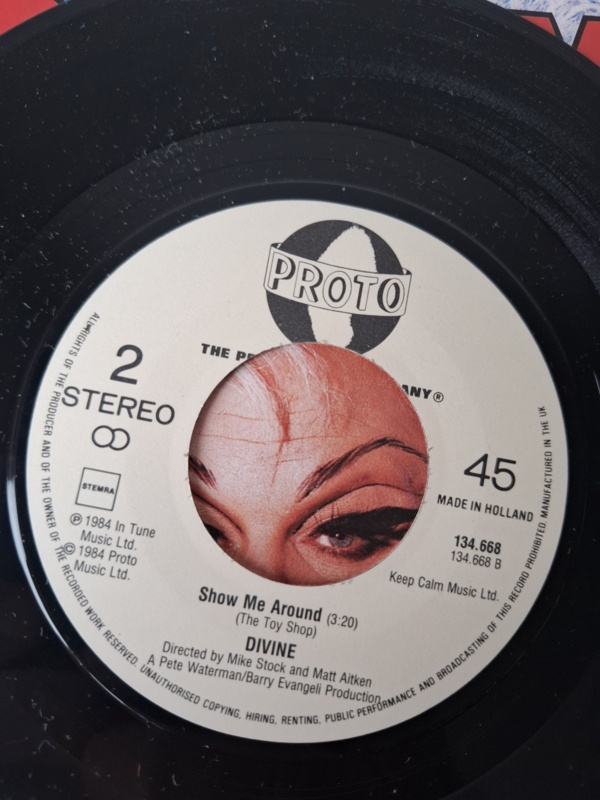 PROTO
THE PR ANY®
2
STEREO
STEMRA
℗ 1984 In Tune
Music Ltd.
© 1984 Proto
Music Ltd.
45
MADE IN HOLLAND
134.668
134.668 B
Keep Calm Music Ltd.
Show Me Around (3:20)
(The Toy Shop)
DIVINE
Directed by Mike Stock and Matt Aitken
A Pete Waterman/Barry Evangeli Production
ALL RIGHTS OF THE PRODUCER AND OF THE OWNER OF THE RECORDED WORK RESERVED. UNAUTHORISED COPYING, HIRING, RENTING, PUBLIC PERFORMANCE AND BROADCASTING OF THIS RECORD PROHIBITED. MANUFACTURED IN THE UK